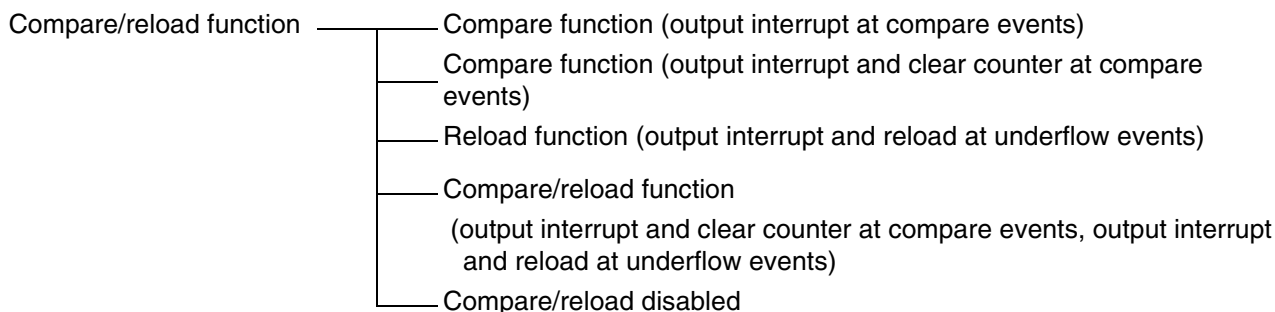 Compare/reload function
Compare function (output interrupt at compare events)
Compare function (output interrupt and clear counter at compare
events)
Reload function (output interrupt and reload at underflow events)
Compare/reload function
(output interrupt and clear counter at compare events, output interrupt
and reload at underflow events)
Compare/reload disabled